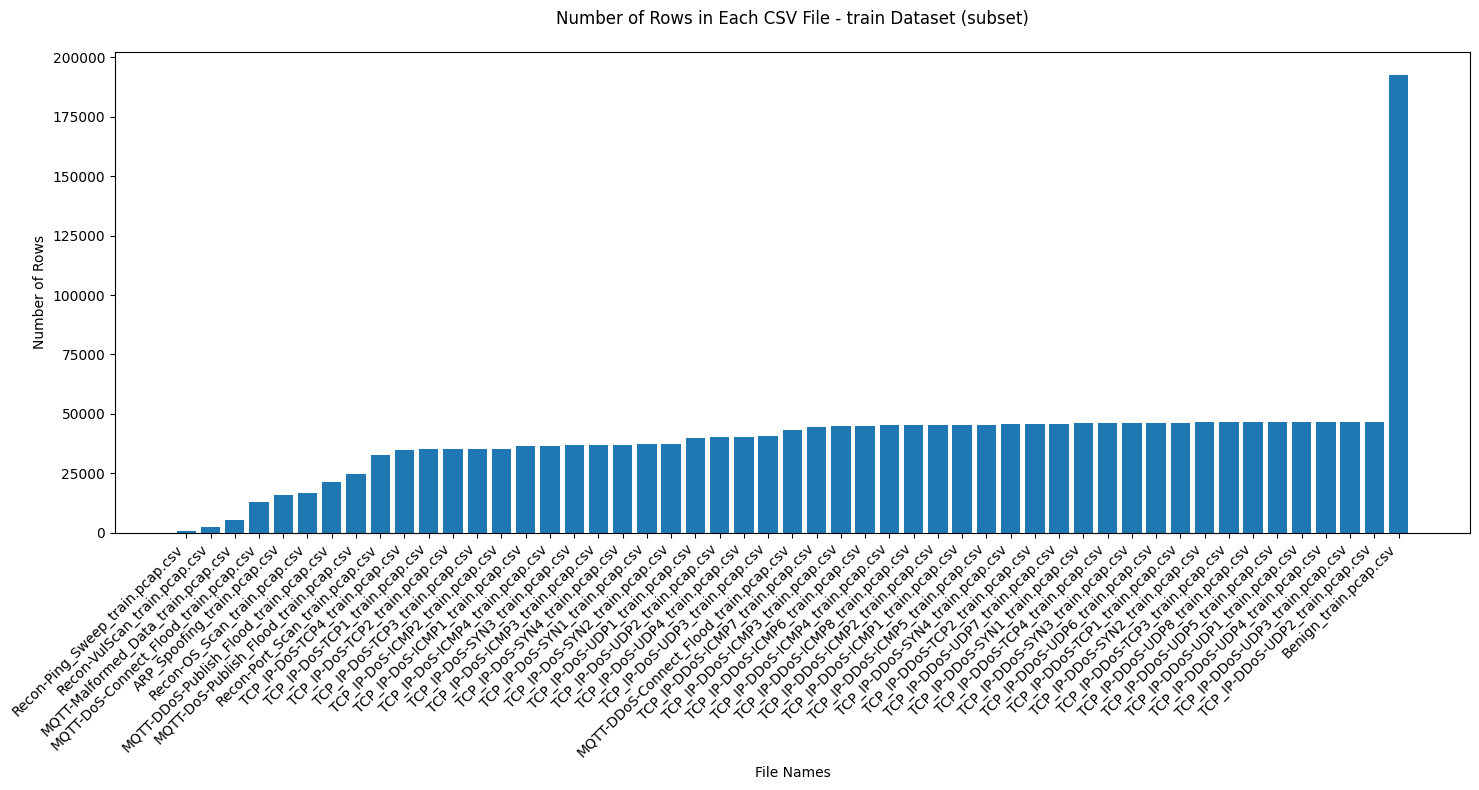 Number of Rows in Each CSV File - train Dataset (subset)
200000
175000
150000
125000
100000
75000
50000
25000
0
Number of Rows
Recon-Ping_Sweep_train.pcap.csv
Recon-VulScan_train.pcap.csv
MQTT-Malformed_Data_train.pcap.csv
MQTT-DoS-Connect_Flood_train.pcap.csv
ARP_Spoofing_train.pcap.csv
Recon-OS_Scan_train.pcap.csv
MQTT-DDoS-Publish_Flood_train.pcap.csv
MQTT-DoS-Publish_Flood_train.pcap.csv
Recon-Port_Scan_train.pcap.csv
TCP_IP-DoS-TCP4_train.pcap.csv
TCP_IP-DoS-TCP1_train.pcap.csv
TCP_IP-DoS-TCP2_train.pcap.csv
TCP_IP-DoS-TCP3_train.pcap.csv
TCP_IP-DoS-ICMP2_train.pcap.csv
TCP_IP-DoS-ICMP1_train.pcap.csv
TCP_IP-DoS-ICMP4_train.pcap.csv
TCP_IP-DoS-SYN3_train.pcap.csv
TCP_IP-DoS-ICMP3_train.pcap.csv
TCP_IP-DoS-SYN4_train.pcap.csv
TCP_IP-DoS-SYN1_train.pcap.csv
TCP_IP-DoS-SYN2_train.pcap.csv
TCP_IP-DoS-UDP1_train.pcap.csv
TCP_IP-DoS-UDP2_train.pcap.csv
TCP_IP-DoS-UDP4_train.pcap.csv
TCP_IP-DoS-UDP3_train.pcap.csv
MQTT-DDoS-Connect_Flood_train.pcap.csv
TCP_IP-DDoS-ICMP7_train.pcap.csv
TCP_IP-DDoS-ICMP3_train.pcap.csv
TCP_IP-DDoS-ICMP6_train.pcap.csv
TCP_IP-DDoS-ICMP4_train.pcap.csv
TCP_IP-DDoS-ICMP8_train.pcap.csv
TCP_IP-DDoS-ICMP2_train.pcap.csv
TCP_IP-DDoS-ICMP1_train.pcap.csv
TCP_IP-DDoS-ICMP5_train.pcap.csv
TCP_IP-DDoS-SYN4_train.pcap.csv
TCP_IP-DDoS-TCP2_train.pcap.csv
TCP_IP-DDoS-UDP7_train.pcap.csv
TCP_IP-DDoS-SYN1_train.pcap.csv
TCP_IP-DDoS-TCP4_train.pcap.csv
TCP_IP-DDoS-SYN3_train.pcap.csv
TCP_IP-DDoS-UDP6_train.pcap.csv
TCP_IP-DDoS-TCP1_train.pcap.csv
TCP_IP-DDoS-SYN2_train.pcap.csv
TCP_IP-DDoS-TCP3_train.pcap.csv
TCP_IP-DDoS-UDP8_train.pcap.csv
TCP_IP-DDoS-UDP5_train.pcap.csv
TCP_IP-DDoS-UDP1_train.pcap.csv
TCP_IP-DDoS-UDP4_train.pcap.csv
TCP_IP-DDoS-UDP3_train.pcap.csv
TCP_IP-DDoS-UDP2_train.pcap.csv
Benign_train.pcap.csv
File Names